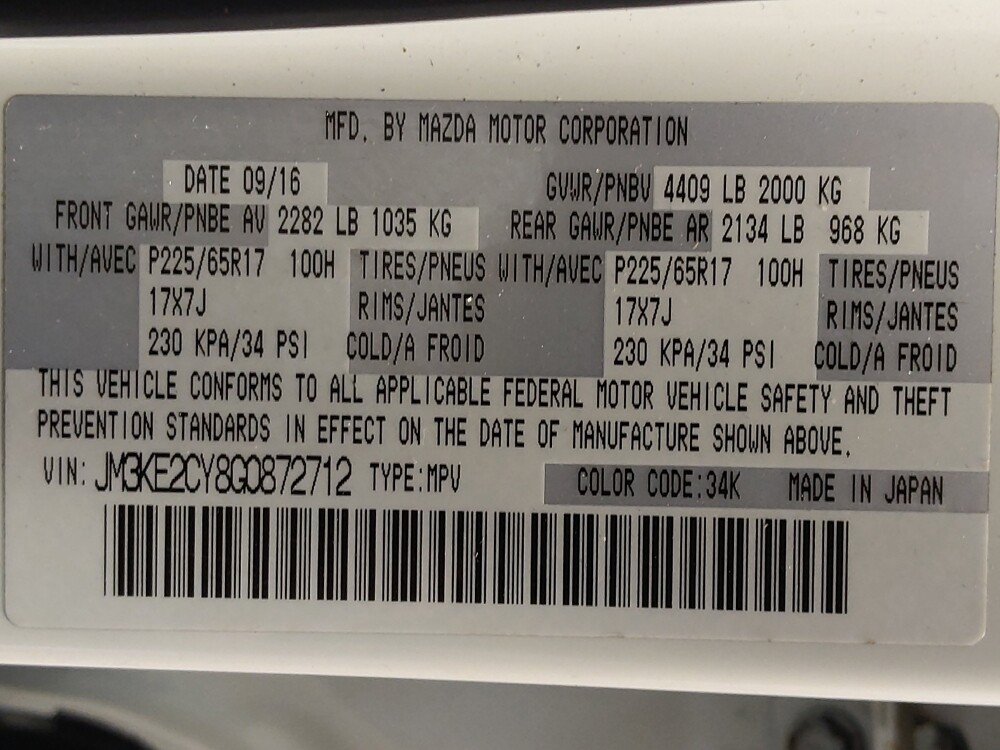 MFD. BY MAZDA MOTOR CORPORATION
DATE 09/16 GVWR/PNBV 4409 LB 2000 KG
FRONT GAWR/PNBE AV 2282 LB 1035 KG REAR GAWR/PNBE AR 2134 LB 968 KG
WITH/AVEC P225/65R17 100H TIRES/PNEUS WITH/AVEC P225/65R17 100H TIRES/PNEUS
17X7J RIMS/JANTES 17X7J RIMS/JANTES
230 KPA/34 PSI COLD/A FROID 230 KPA/34 PSI COLD/A FROID
THIS VEHICLE CONFORMS TO ALL APPLICABLE FEDERAL MOTOR VEHICLE SAFETY AND THEFT
PREVENTION STANDARDS IN EFFECT ON THE DATE OF MANUFACTURE SHOWN ABOVE.
VIN: JM3KE2CY8G0872712 TYPE:MPV COLOR CODE:34K MADE IN JAPAN